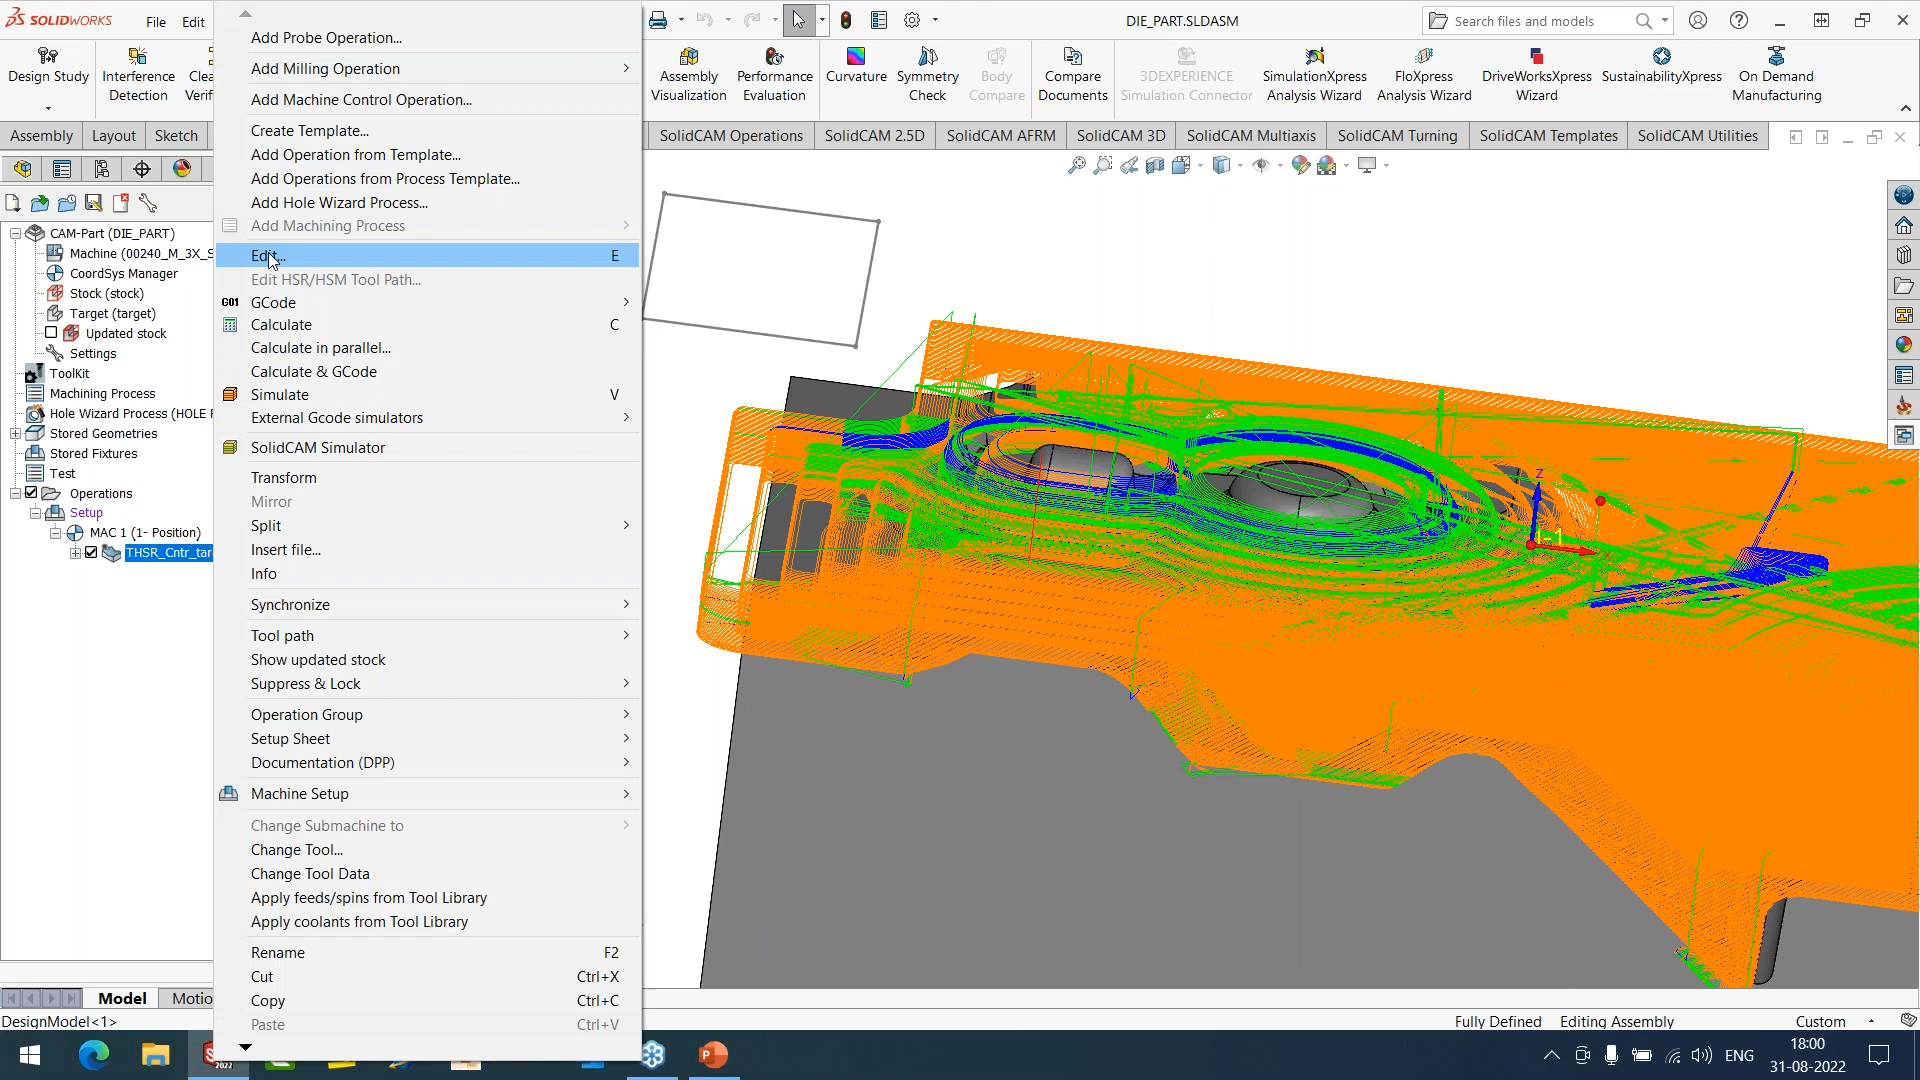 SOLIDWORKS
File
Edit
DIE_PART.SLDASM
Search files and models
Design Study
Interference
Detection
Assembly
Visualization
Performance
Evaluation
Curvature
Symmetry
Check
Body
Compare
Compare
Documents
3DEXPERIENCE
Simulation Connector
SimulationXpress
Analysis Wizard
FloXpress
Analysis Wizard
DriveWorksXpress
Wizard
SustainabilityXpress
On Demand
Manufacturing
Assembly
Layout
Sketch
SolidCAM Operations
SolidCAM 2.5D
SolidCAM AFRM
SolidCAM 3D
SolidCAM Multiaxis
SolidCAM Turning
SolidCAM Templates
SolidCAM Utilities
CAM-Part (DIE_PART)
Machine (00240_M_3X_S
CoordSys Manager
Stock (stock)
Target (target)
Updated stock
Settings
ToolKit
Machining Process
Hole Wizard Process (HOLE
Stored Geometries
Stored Fixtures
Test
Operations
Setup
MAC 1 (1- Position)
THSR_Cntr_tar
Add Probe Operation...
Add Milling Operation
Add Machine Control Operation...
Create Template...
Add Operation from Template...
Add Operations from Process Template...
Add Hole Wizard Process...
Add Machining Process
Edit... E
Edit HSR/HSM Tool Path...
G01 GCode
Calculate C
Calculate in parallel...
Calculate & GCode
Simulate V
External Gcode simulators
SolidCAM Simulator
Transform
Mirror
Split
Insert file...
Info
Synchronize
Tool path
Show updated stock
Suppress & Lock
Operation Group
Setup Sheet
Documentation (DPP)
Machine Setup
Change Submachine to
Change Tool...
Change Tool Data
Apply feeds/spins from Tool Library
Apply coolants from Tool Library
Rename F2
Cut Ctrl+X
Copy Ctrl+C
Paste Ctrl+V
Z
Model
Motio
DesignModel<1>
Fully Defined
Editing Assembly
Custom
2022
ENG
18:00
31-08-2022